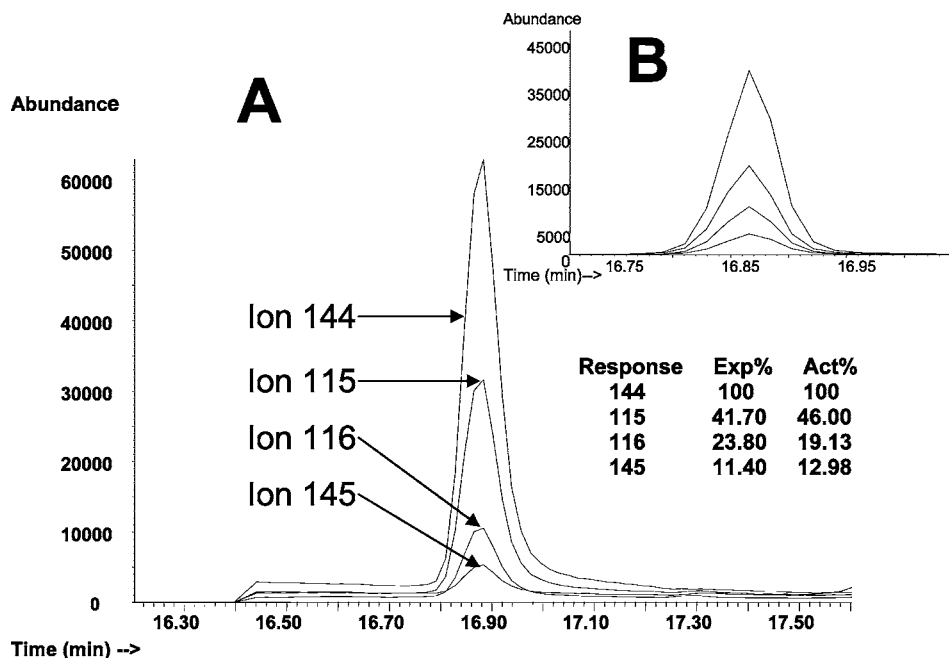 A
Abundance
60000
50000
40000
30000
20000
10000
0
16.30 16.50 16.70 16.90 17.10 17.30 17.50
Time (min) -->
Ion 144
Ion 115
Ion 116
Ion 145
B
Abundance
45000
35000
25000
15000
5000
0
16.75 16.85 16.95
Time (min)-->
Response Exp% Act%
144 100 100
115 41.70 46.00
116 23.80 19.13
145 11.40 12.98